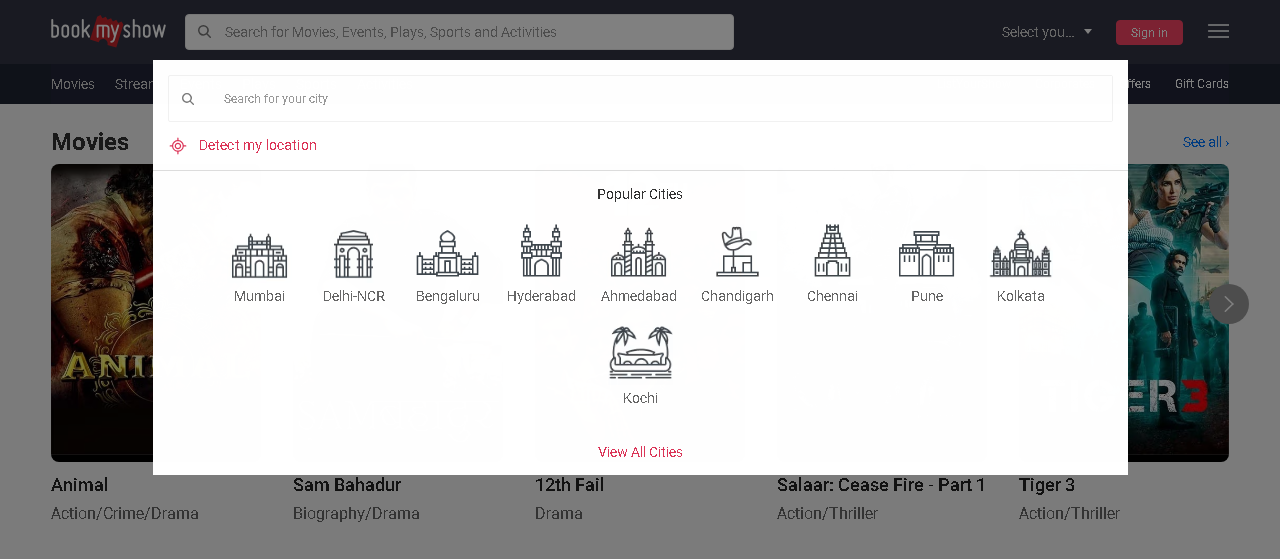 book my show
Search for Movies, Events, Plays, Sports and Activities
Select you...
Sign in
Movies
Stream
ffers
Gift Cards
Search for your city
Detect my location
Movies
See all ›
Popular Cities
Mumbai
Delhi-NCR
Bengaluru
Hyderabad
Ahmedabad
Chandigarh
Chennai
Pune
Kolkata
Kochi
View All Cities
ANI
GER 3
Animal
Sam Bahadur
12th Fail
Salaar: Cease Fire - Part 1
Tiger 3
Action/Crime/Drama
Biography/Drama
Drama
Action/Thriller
Action/Thriller